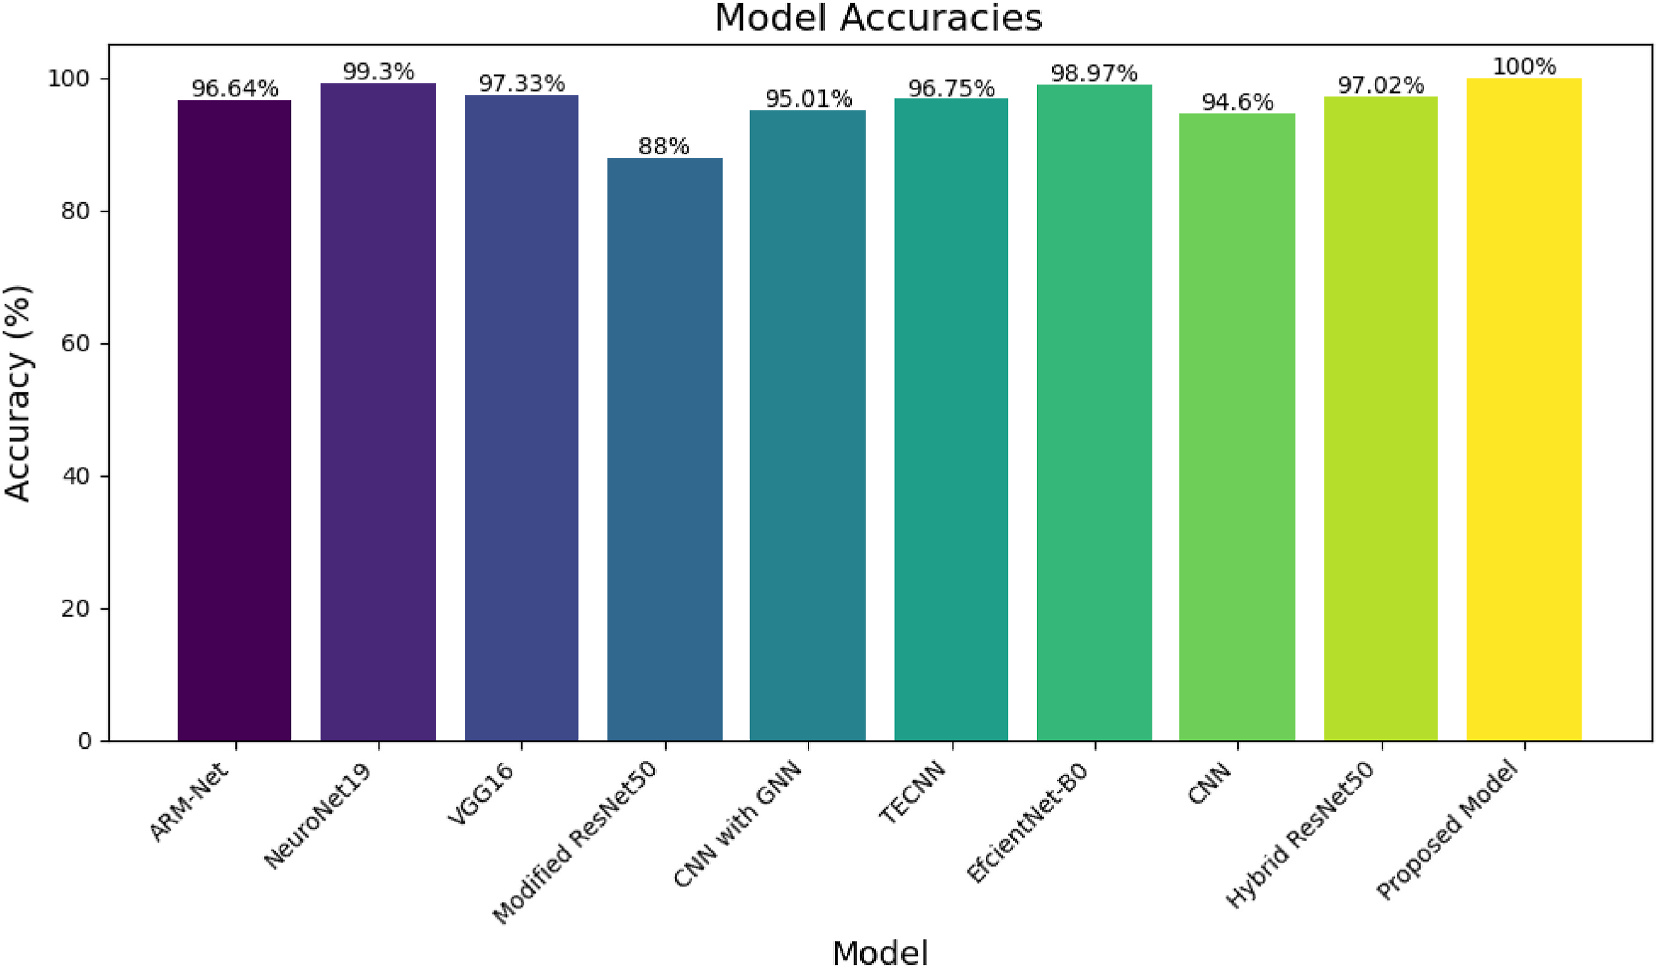 Model Accuracies
Accuracy (%)
100
80
60
40
20
0
96.64%
99.3%
97.33%
88%
95.01%
96.75%
98.97%
94.6%
97.02%
100%
ARM-Net
NeuroNet19
VGG16
Modified ResNet50
CNN with GNN
TECNN
EfcientNet-B0
CNN
Hybrid ResNet50
Proposed Model
Model